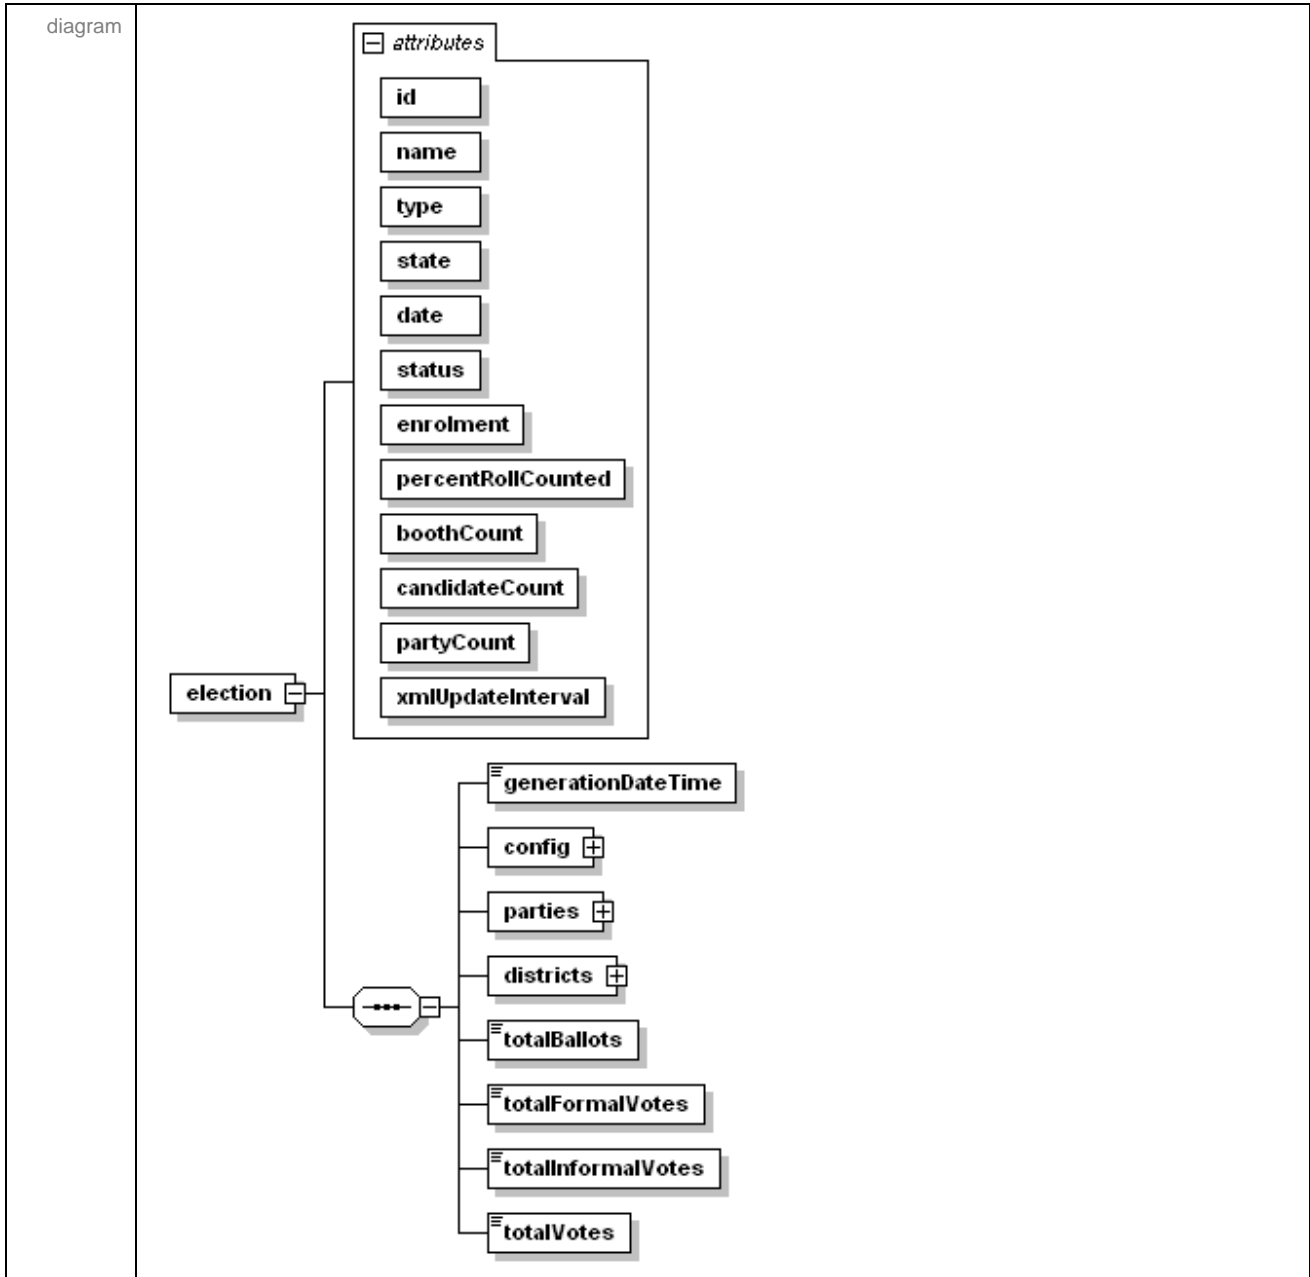 diagram
attributes
id
name
type
state
date
status
enrolment
percentRollCounted
boothCount
candidateCount
partyCount
xmlUpdateInterval
election
generationDateTime
config
parties
districts
totalBallots
totalFormalVotes
totalInformalVotes
totalVotes